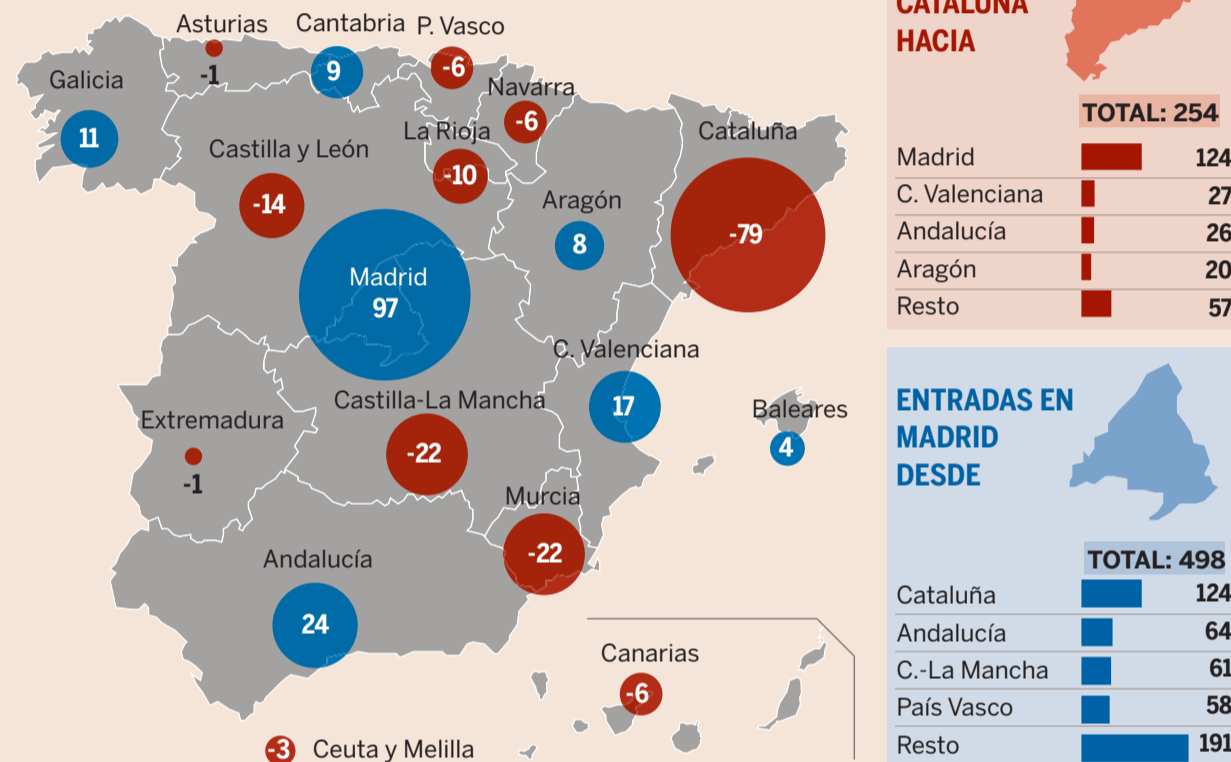 Asturias
-1
Cantabria
9
P. Vasco
-6
Galicia
11
Navarra
-6
La Rioja
-10
Castilla y León
-14
Cataluña
-79
Aragón
8
Madrid
97
C. Valenciana
17
Castilla-La Mancha
-22
Baleares
4
Extremadura
-1
Murcia
-22
Andalucía
24
Canarias
-6
-3 Ceuta y Melilla
CATALUÑA
HACIA
TOTAL: 254
Madrid 124
C. Valenciana 27
Andalucía 26
Aragón 20
Resto 57
ENTRADAS EN
MADRID
DESDE
TOTAL: 498
Cataluña 124
Andalucía 64
C.-La Mancha 61
País Vasco 58
Resto 191